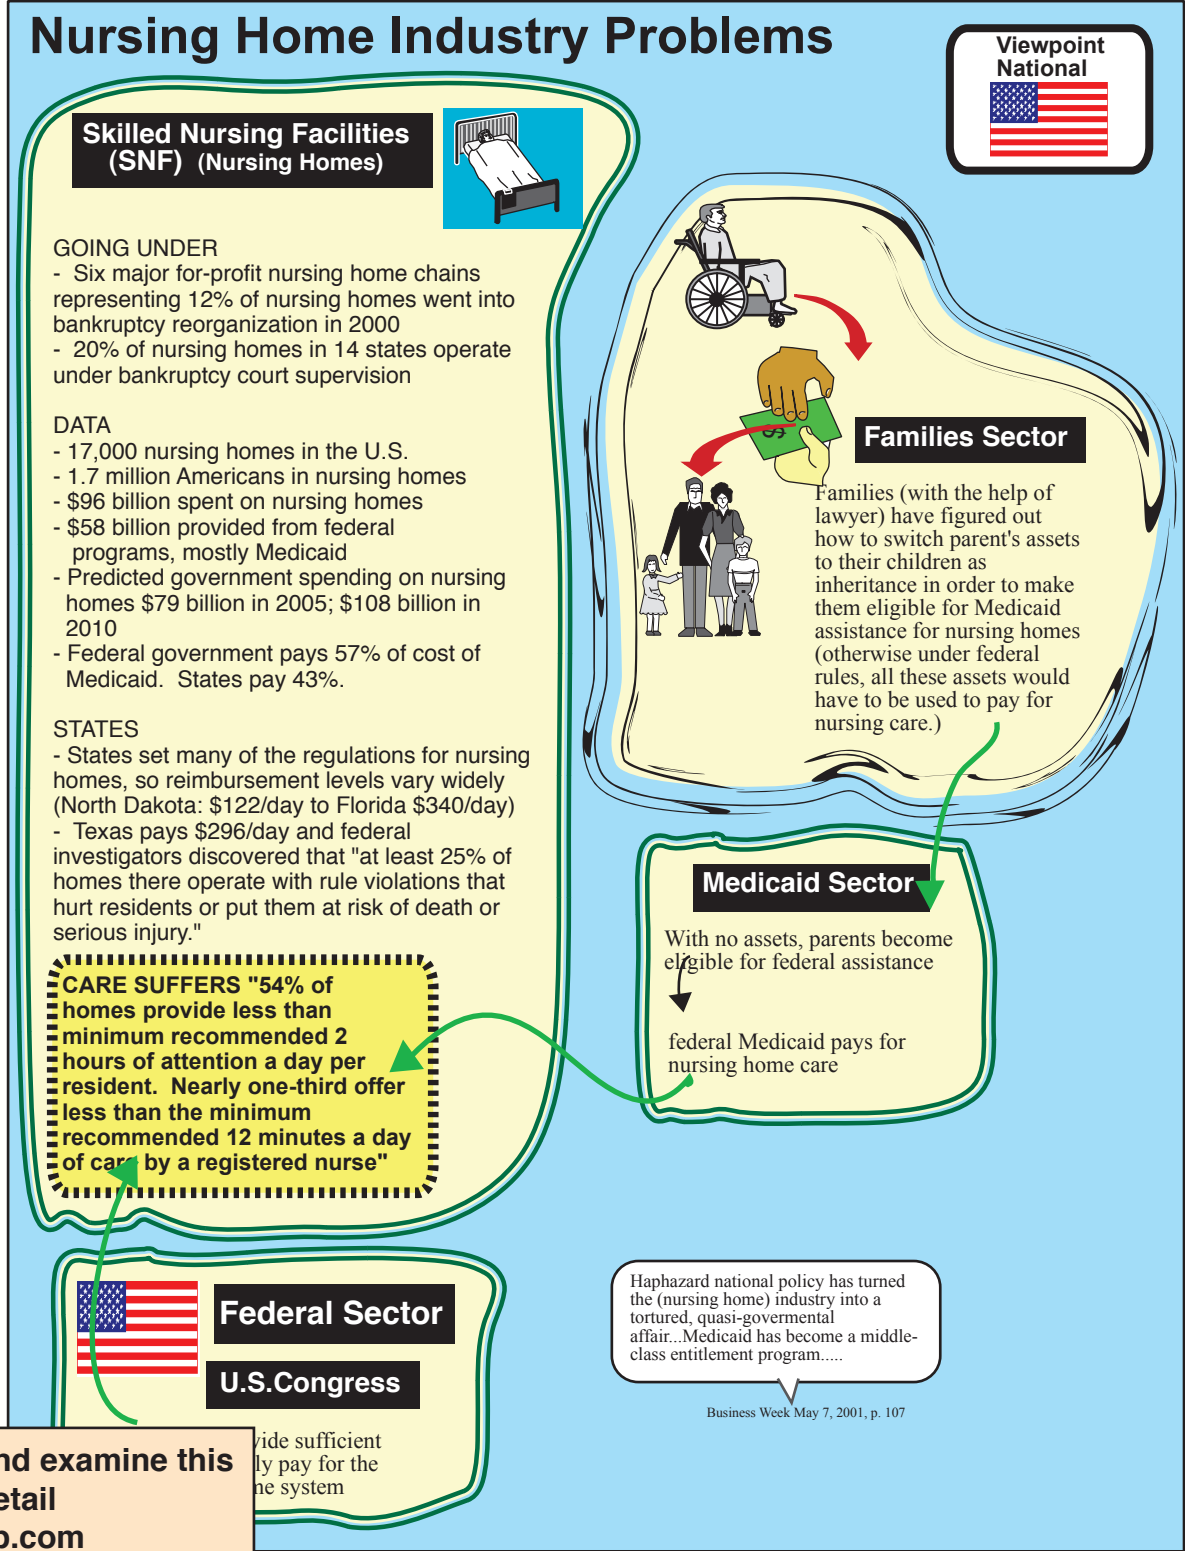 Nursing Home Industry Problems
Viewpoint
National
Skilled Nursing Facilities
(SNF) (Nursing Homes)
GOING UNDER
- Six major for-profit nursing home chains
representing 12% of nursing homes went into
bankruptcy reorganization in 2000
- 20% of nursing homes in 14 states operate
under bankruptcy court supervision
DATA
- 17,000 nursing homes in the U.S.
- 1.7 million Americans in nursing homes
- $96 billion spent on nursing homes
- $58 billion provided from federal
programs, mostly Medicaid
- Predicted government spending on nursing
homes $79 billion in 2005; $108 billion in
2010
- Federal government pays 57% of cost of
Medicaid. States pay 43%.
STATES
- States set many of the regulations for nursing
homes, so reimbursement levels vary widely
(North Dakota: $122/day to Florida $340/day)
- Texas pays $296/day and federal
investigators discovered that "at least 25% of
homes there operate with rule violations that
hurt residents or put them at risk of death or
serious injury."
CARE SUFFERS "54% of
homes provide less than
minimum recommended 2
hours of attention a day per
resident. Nearly one-third offer
less than the minimum
recommended 12 minutes a day
of care by a registered nurse"
$
Families Sector
Families (with the help of
lawyer) have figured out
how to switch parent's assets
to their children as
inheritance in order to make
them eligible for Medicaid
assistance for nursing homes
(otherwise under federal
rules, all these assets would
have to be used to pay for
nursing care.)
Medicaid Sector
With no assets, parents become
eligible for federal assistance
federal Medicaid pays for
nursing home care
Federal Sector
U.S.Congress
vide sufficient
ly pay for the
me system
Haphazard national policy has turned
the (nursing home) industry into a
tortured, quasi-govermental
affair...Medicaid has become a middle-
class entitlement program.....
Business Week May 7, 2001, p. 107
nd examine this
etail
p.com